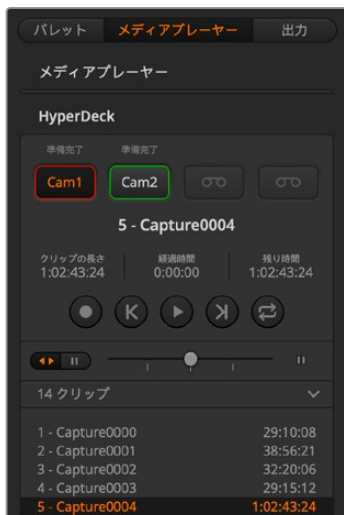 パレット メディアプレーヤー 出力
メディアプレーヤー
HyperDeck
準備完了 準備完了
Cam1 Cam2
5 - Capture0004
クリップの長さ 経過時間 残り時間
1:02:43:24 0:00:00 1:02:43:24
14 クリップ
1 - Capture0000 29:10:08
2 - Capture0001 38:56:21
3 - Capture0002 32:20:06
4 - Capture0003 29:15:12
5 - Capture0004 1:02:43:24